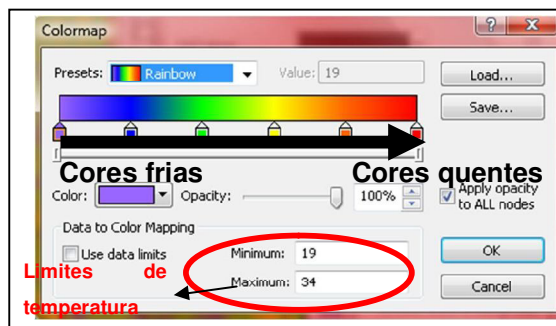 Colormap
Presets: Rainbow Value: 19 Load...
Save...
Cores frias Cores quentes
Color: Opacity: 100% Apply opacity to ALL nodes
Data to Color Mapping
Use data limits Minimum: 19 OK
Limites de temperatura
Maximum: 34 Cancel